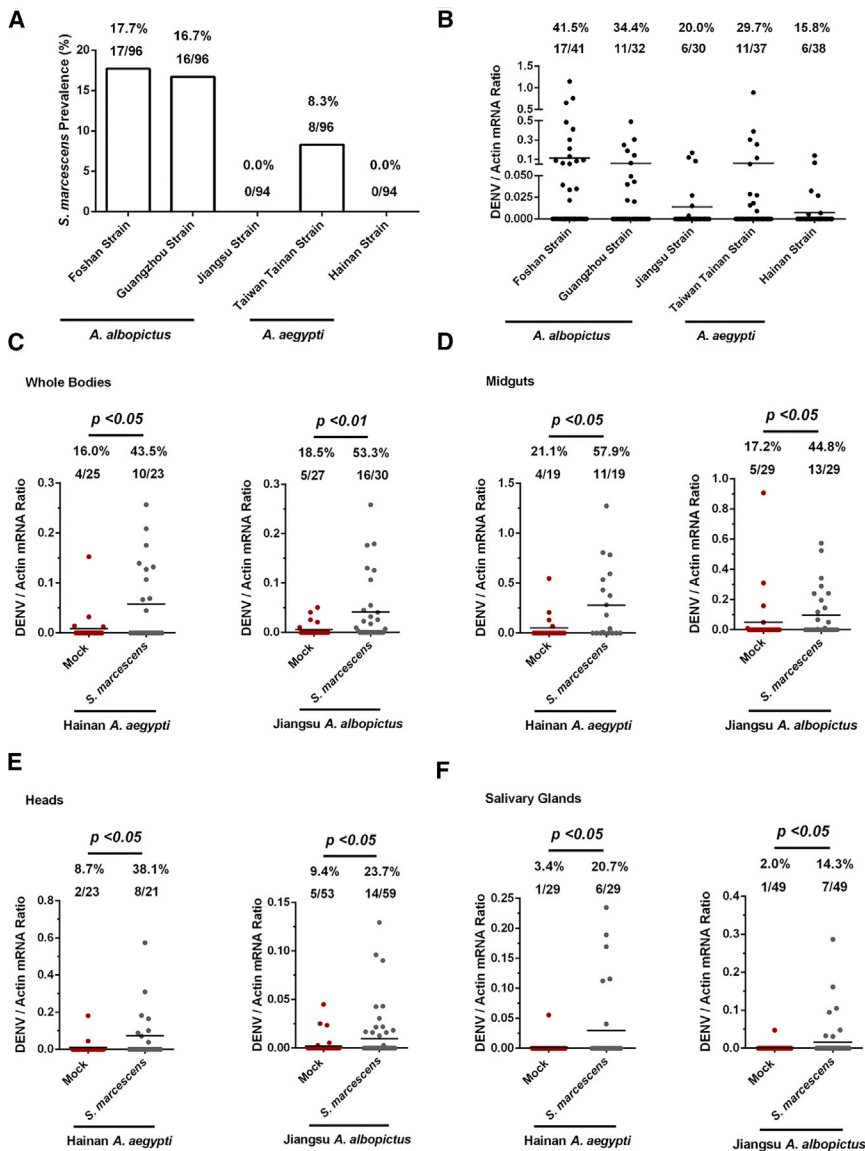 A
S. marcescens Prevalence (%)
20
15
10
5
0
17.7%
17/96
16.7%
16/96
0.0%
0/94
8.3%
8/96
0.0%
0/94
Foshan Strain
Guangzhou Strain
Jiangsu Strain
Taiwan Tainan Strain
Hainan Strain
A. albopictus
A. aegypti
B
41.5%
34.4%
20.0%
29.7%
15.8%
17/41
11/32
6/30
11/37
6/38
DENV / Actin mRNA Ratio
1.5
1.0
0.5
0.5
0.3
0.1
0.050
0.025
0.000
Foshan Strain
Guangzhou Strain
Jiangsu Strain
Taiwan Tainan Strain
Hainan Strain
A. albopictus
A. aegypti
C
Whole Bodies
p <0.05
16.0%
43.5%
4/25
10/23
DENV / Actin mRNA Ratio
0.3
0.2
0.1
0.0
Mock
S. marcescens
Hainan A. aegypti
p <0.01
18.5%
53.3%
5/27
16/30
DENV / Actin mRNA Ratio
0.3
0.2
0.1
0.0
Mock
S. marcescens
Jiangsu A. albopictus
D
Midguts
p <0.05
21.1%
57.9%
4/19
11/19
DENV / Actin mRNA Ratio
1.5
1.0
0.5
0.0
Mock
S. marcescens
Hainan A. aegypti
p <0.05
17.2%
44.8%
5/29
13/29
DENV / Actin mRNA Ratio
1.0
0.8
0.6
0.4
0.2
0.0
Mock
S. marcescens
Jiangsu A. albopictus
E
Heads
p <0.05
8.7%
38.1%
2/23
8/21
DENV / Actin mRNA Ratio
0.8
0.6
0.4
0.2
0.0
Mock
S. marcescens
Hainan A. aegypti
p <0.05
9.4%
23.7%
5/53
14/59
DENV / Actin mRNA Ratio
0.15
0.10
0.05
0.00
Mock
S. marcescens
Jiangsu A. albopictus
F
Salivary Glands
p <0.05
3.4%
20.7%
1/29
6/29
DENV / Actin mRNA Ratio
0.25
0.20
0.15
0.10
0.05
0.00
Mock
S. marcescens
Hainan A. aegypti
p <0.05
2.0%
14.3%
1/49
7/49
DENV / Actin mRNA Ratio
0.4
0.3
0.2
0.1
0.0
Mock
S. marcescens
Jiangsu A. albopictus